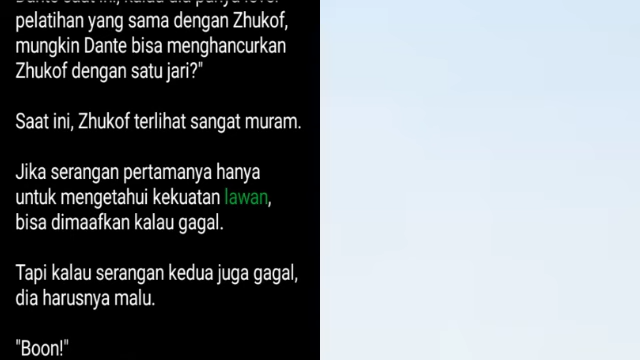 pelatihan yang sama dengan Zhukof,
mungkin Dante bisa menghancurkan
Zhukof dengan satu jari?"
Saat ini, Zhukof terlihat sangat muram.
Jika serangan pertamanya hanya
untuk mengetahui kekuatan lawan,
bisa dimaafkan kalau gagal.
Tapi kalau serangan kedua juga gagal,
dia harusnya malu.
"Boon!"